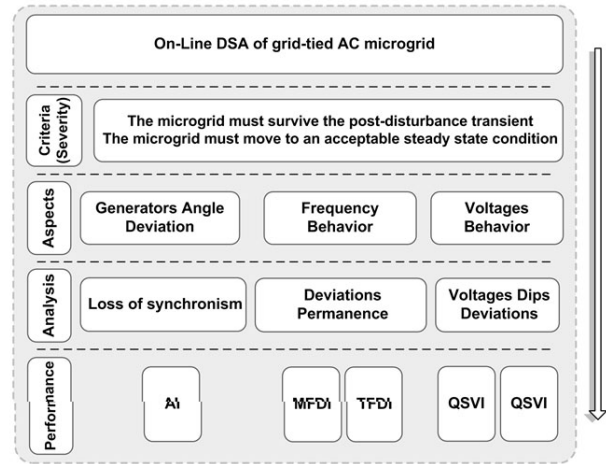 On-Line DSA of grid-tied AC microgrid
Criteria
(Severity)
The microgrid must survive the post-disturbance transient
The microgrid must move to an acceptable steady state condition
Aspects
Generators Angle
Deviation
Frequency
Behavior
Voltages
Behavior
Analysis
Loss of synchronism
Deviations
Permanence
Voltages Dips
Deviations
Performance
AI
MFDI
TFDI
QSVI
QSVI